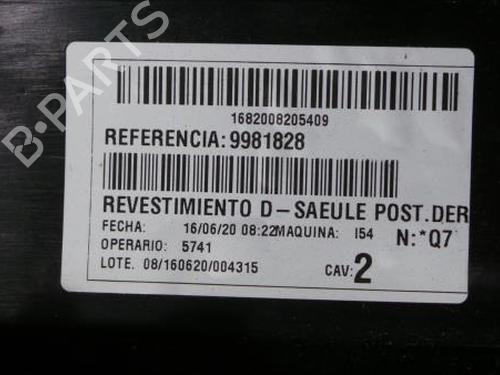 B-PARTS
1682008205409
REFERENCIA:9981828
REVESTIMIENTO D-SAEULE POST.DER
FECHA: 16/06/20 08:22 MAQUINA: I54 N:*Q7
OPERARIO: 5741
LOTE. 08/160620/004315 CAV: 2